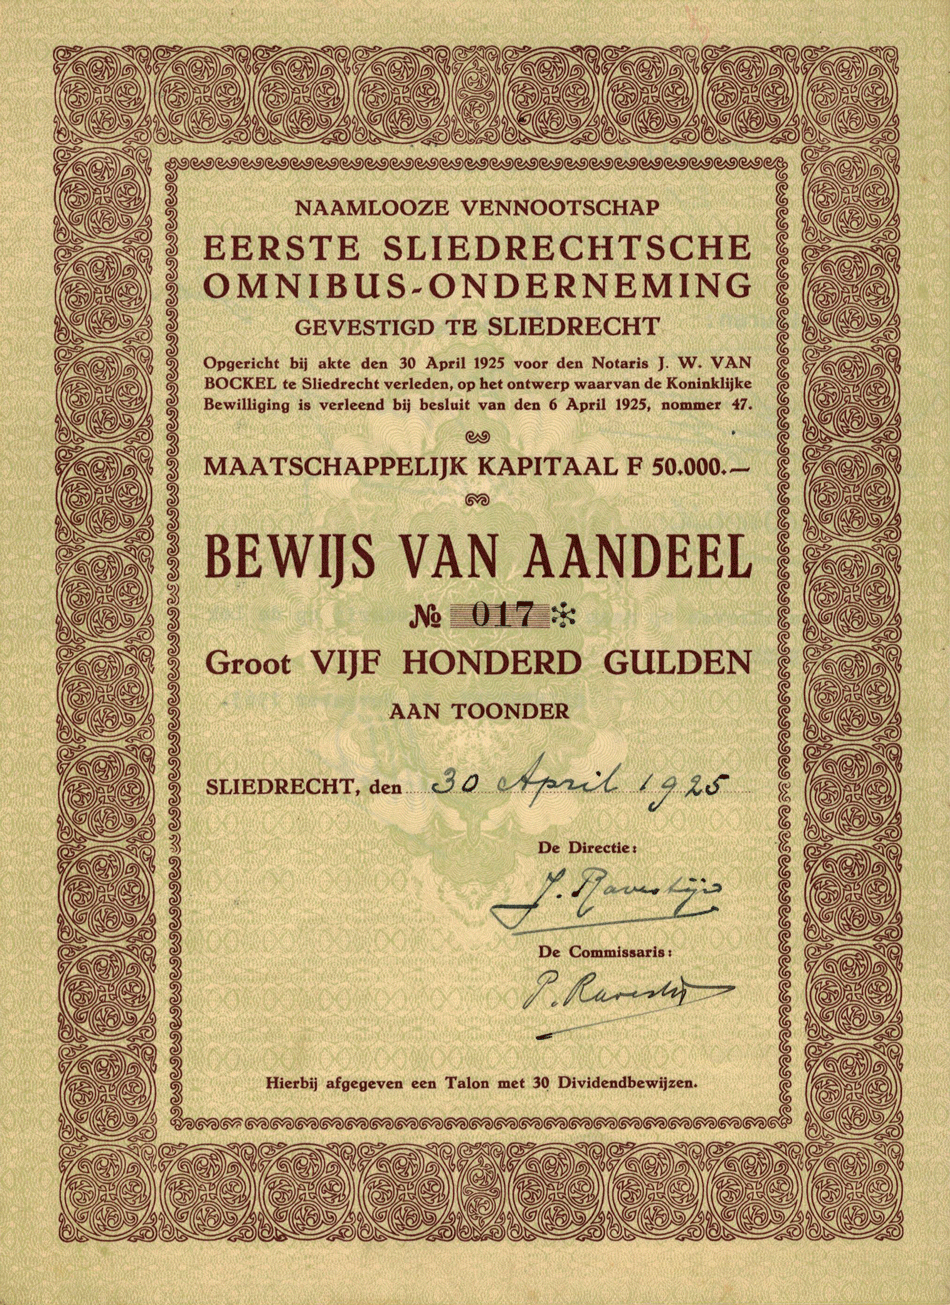 NAAMLOOZE VENNOOTSCHAP
EERSTE SLIEDRECHTSCHE
OMNIBUS-ONDERNEMING
GEVESTIGD TE SLIEDRECHT
Opgericht bij akte den 30 April 1925 voor den Notaris J. W. VAN
BOCKEL te Sliedrecht verleden, op het ontwerp waarvan de Koninklijke
Bewilliging is verleend bij besluit van den 6 April 1925, nommer 47.
MAATSCHAPPELIJK KAPITAAL F 50.000.—
BEWIJS VAN AANDEEL
№ 017 *
Groot VIJF HONDERD GULDEN
AAN TOONDER
SLIEDRECHT, den 30 April 1925
De Directie:
J. Ravestijn
De Commissaris:
P. Ravestijn
Hierbij afgegeven een Talon met 30 Dividendbewijzen.